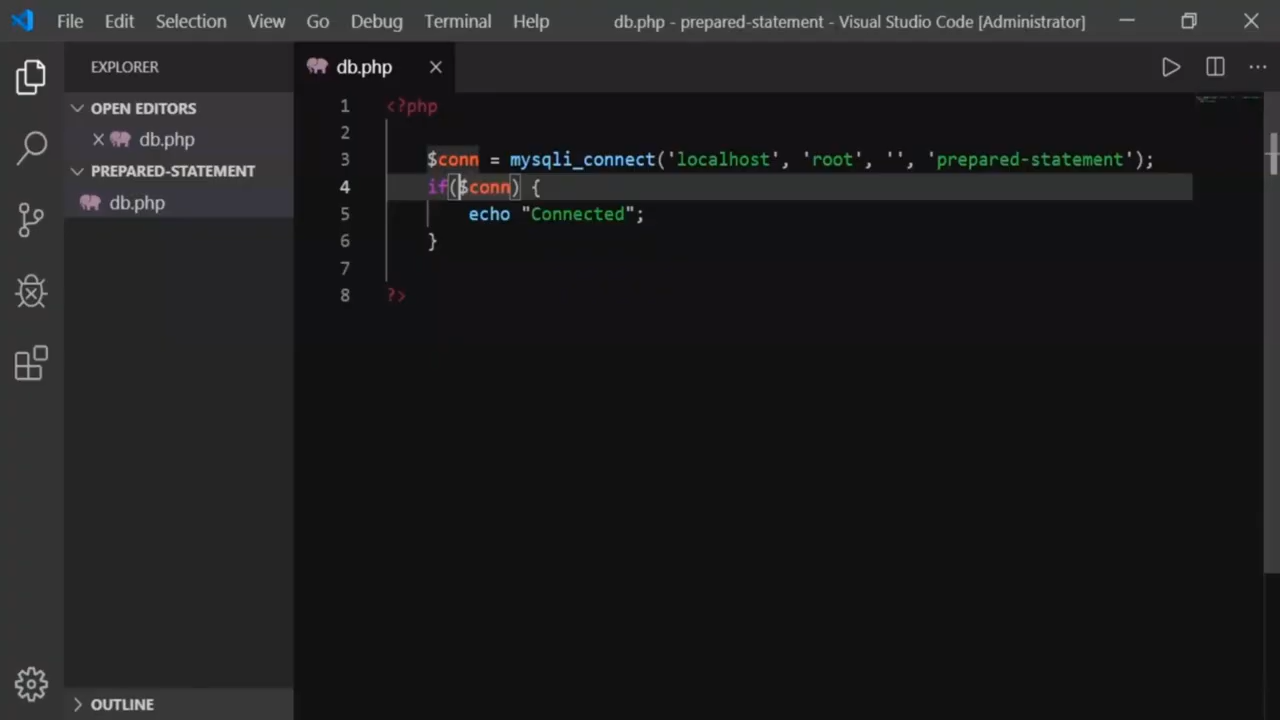 File Edit Selection View Go Debug Terminal Help db.php - prepared-statement - Visual Studio Code [Administrator]
EXPLORER
OPEN EDITORS
db.php
PREPARED-STATEMENT
db.php
OUTLINE
db.php
1 <?php
2
3 $conn = mysqli_connect('localhost', 'root', '', 'prepared-statement');
4 if($conn) {
5 echo "Connected";
6 }
7
8 ?>